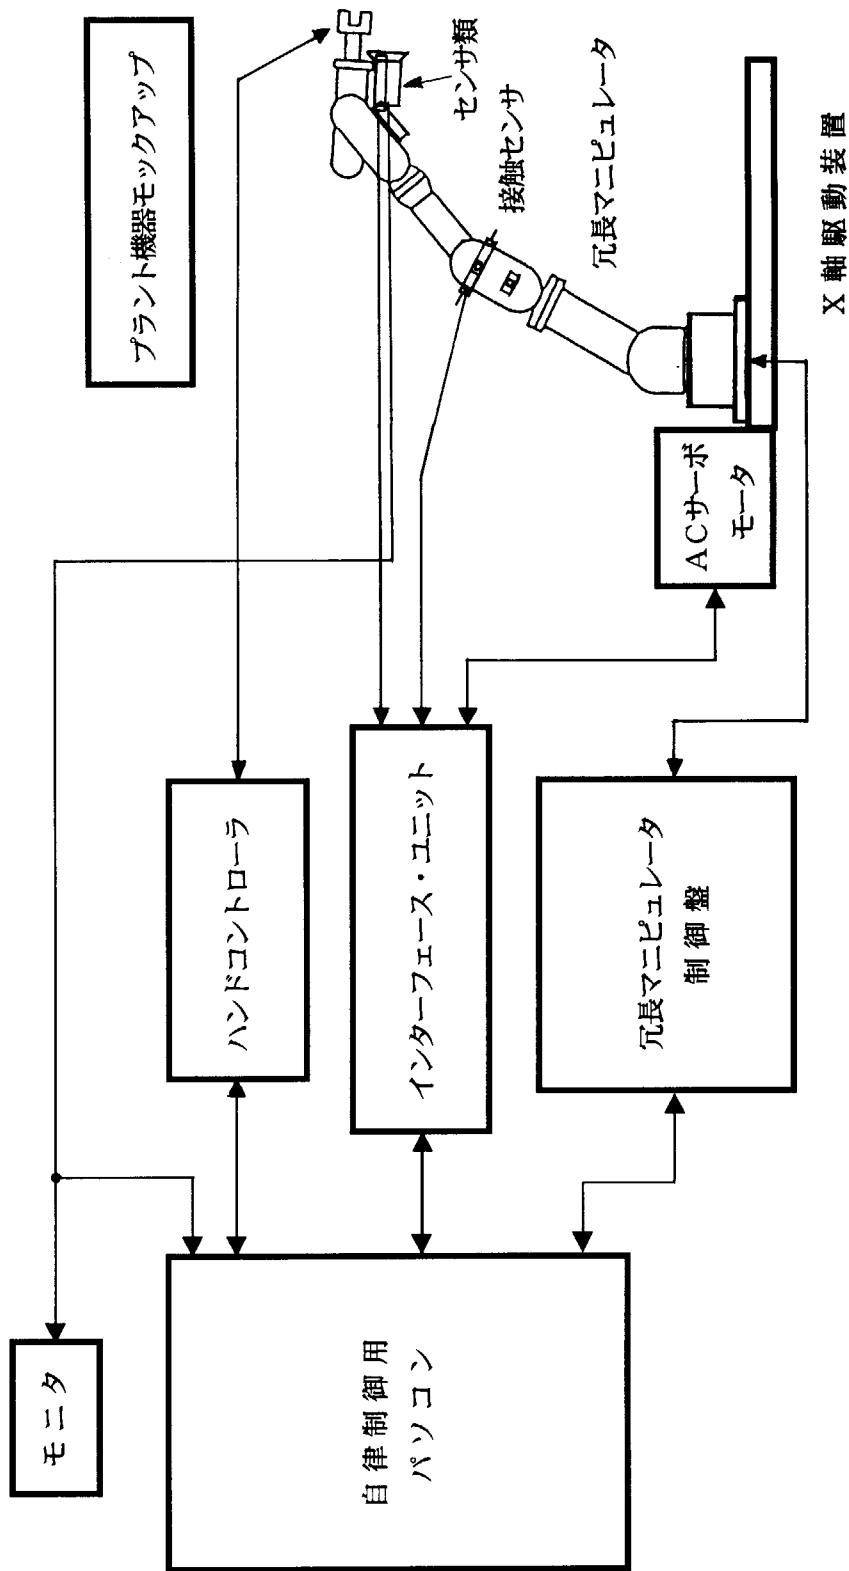 プラント機器モックアップ
センサ類
接触センサ
冗長マニピュレータ
X軸駆動装置
ACサーボ
モータ
ハンドコントローラ
インターフェース・ユニット
冗長マニピュレータ
制御盤
モニタ
自律制御用
パソコン